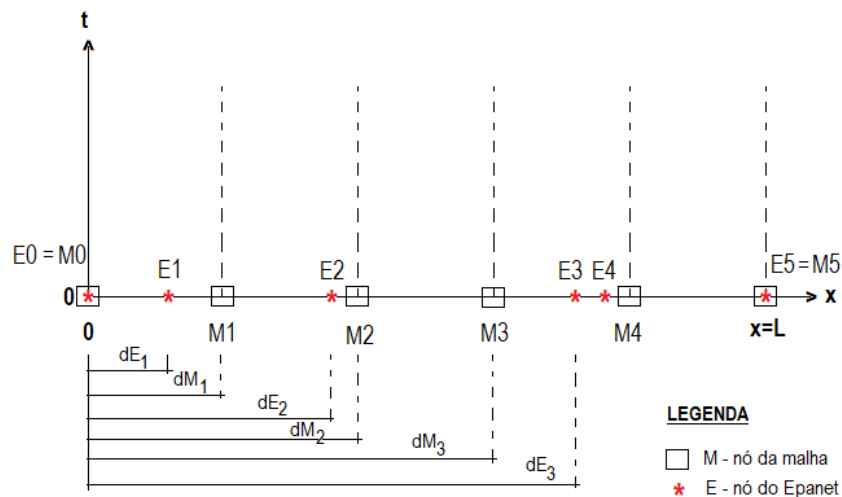 t
E0 = M0
E1
E2
E3
E4
E5 = M5
0
x
0
M1
M2
M3
M4
x=L
dE1
dM1
dE2
dM2
dM3
dE3
LEGENDA
M - nó da malha
* E - nó do Epanet